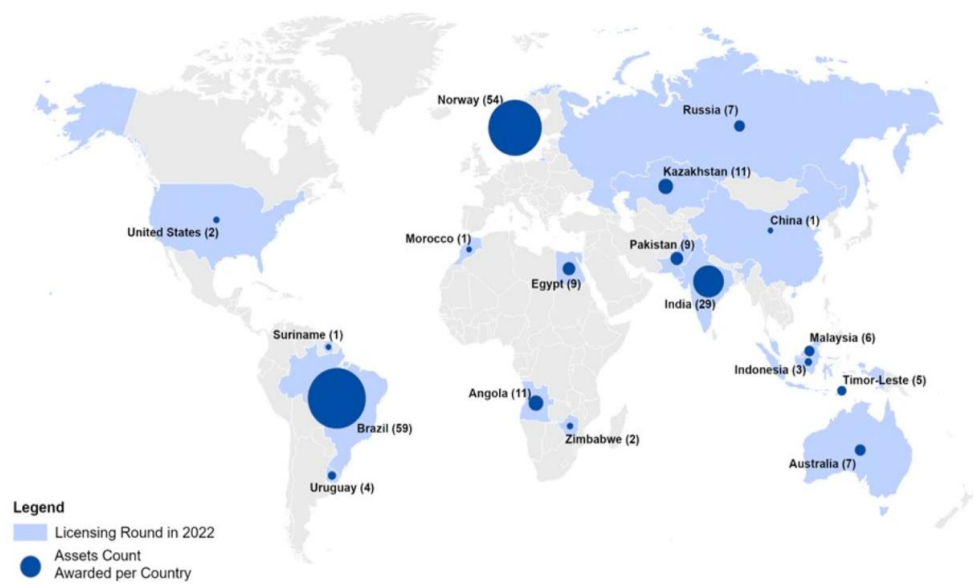 Norway (54)
Russia (7)
Kazakhstan (11)
China (1)
United States (2)
Morocco (1)
Pakistan (9)
Egypt (9)
India (29)
Suriname (1)
Malaysia (6)
Indonesia (3)
Timor-Leste (5)
Angola (11)
Brazil (59)
Zimbabwe (2)
Australia (7)
Uruguay (4)
Legend
Licensing Round in 2022
Assets Count
Awarded per Country